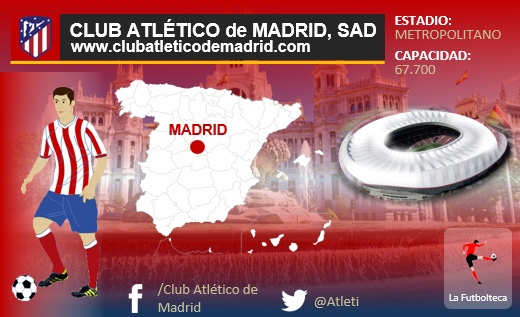 CLUB ATLÉTICO de MADRID, SAD
www.clubatleticodemadrid.com
ESTADIO:
METROPOLITANO
CAPACIDAD:
67.700
MADRID
/Club Atlético de
Madrid
@Atleti
La Futbolteca